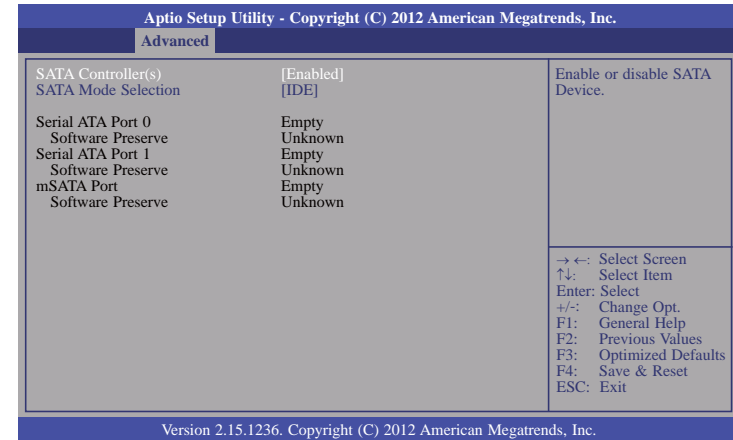 Aptio Setup Utility - Copyright (C) 2012 American Megatrends, Inc.
Advanced
SATA Controller(s) [Enabled]
SATA Mode Selection [IDE]
Serial ATA Port 0 Empty
Software Preserve Unknown
Serial ATA Port 1 Empty
Software Preserve Unknown
mSATA Port Empty
Software Preserve Unknown
Enable or disable SATA
Device.
→ ←: Select Screen
↑↓: Select Item
Enter: Select
+/-: Change Opt.
F1: General Help
F2: Previous Values
F3: Optimized Defaults
F4: Save & Reset
ESC: Exit
Version 2.15.1236. Copyright (C) 2012 American Megatrends, Inc.